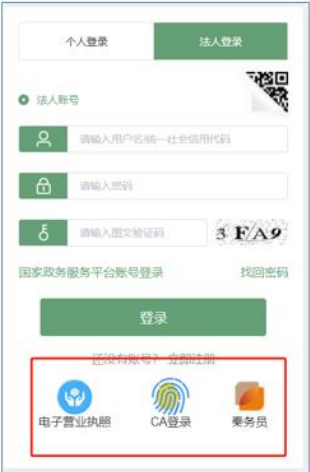 个人登录 法人登录
法人账号
请输入用户名/统一社会信用代码
请输入密码
请输入图文验证码 3 F A 9
国家政务服务平台账号登录 找回密码
登录
还没有账号？ 立即注册
电子营业执照 CA登录 秦务员